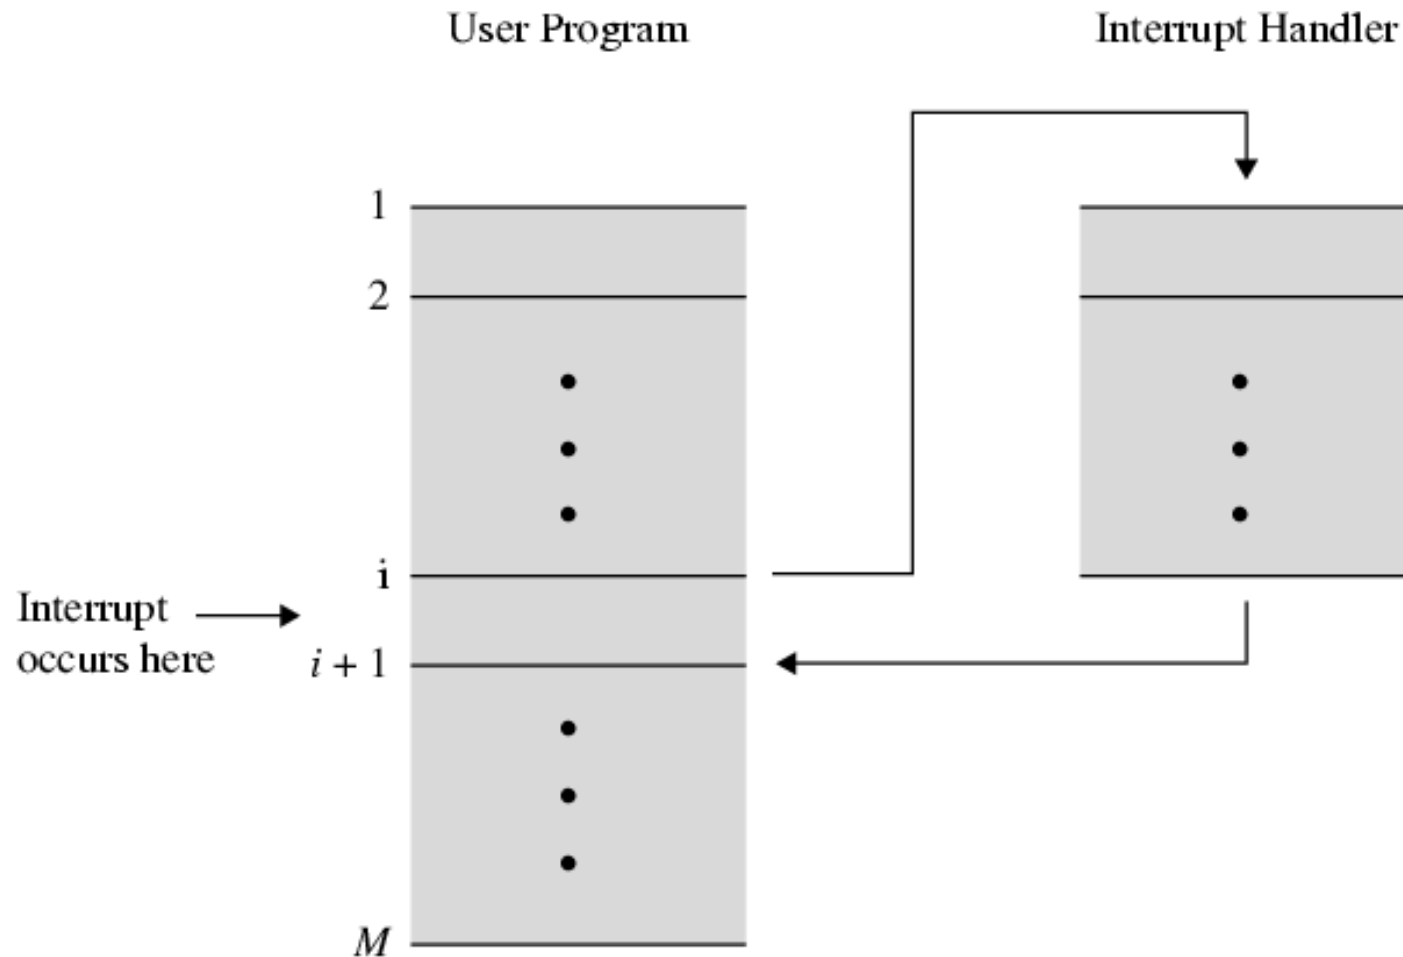 User Program
Interrupt Handler
1
2
i
Interrupt
occurs here
i + 1
M